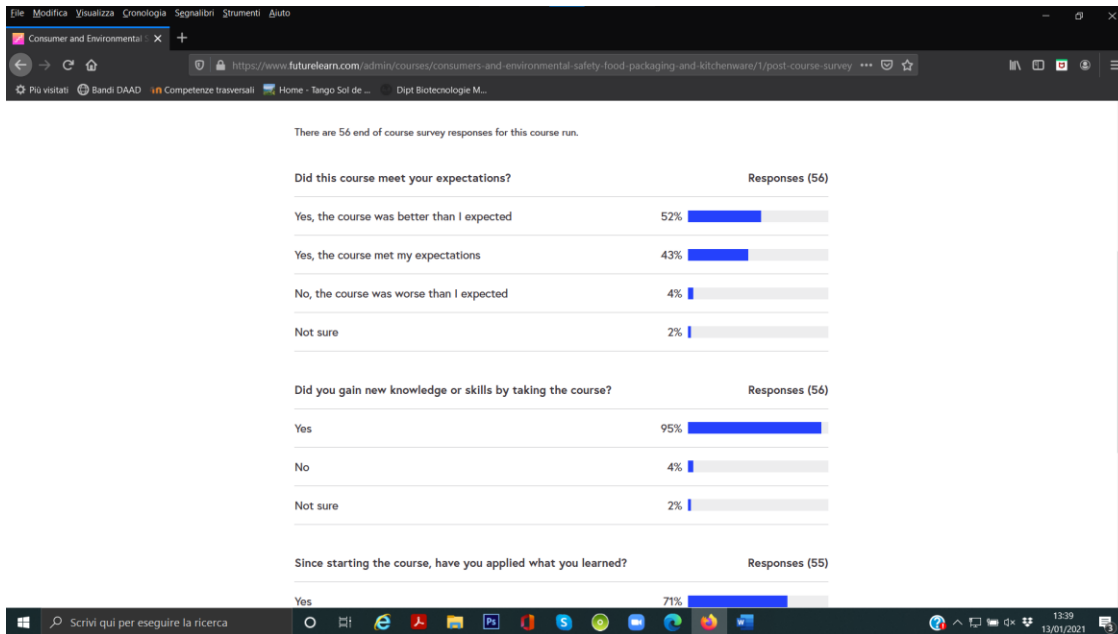 File Modifica Visualizza Cronologia Segnalibri Strumenti Aiuto
Consumer and Environmental
https://www.futurelearn.com/admin/courses/consumers-and-environmental-safety-food-packaging-and-kitchenware/1/post-course-survey
Più visitati Bandi DAAD Competenze trasversali Home - Tango Sol de ... Dipt Biotecnologie M...
There are 56 end of course survey responses for this course run.
Did this course meet your expectations? Responses (56)
Yes, the course was better than I expected 52%
Yes, the course met my expectations 43%
No, the course was worse than I expected 4%
Not sure 2%
Did you gain new knowledge or skills by taking the course? Responses (56)
Yes 95%
No 4%
Not sure 2%
Since starting the course, have you applied what you learned? Responses (55)
Yes 71%
Scrivi qui per eseguire la ricerca
Ps
13:39
13/01/2021